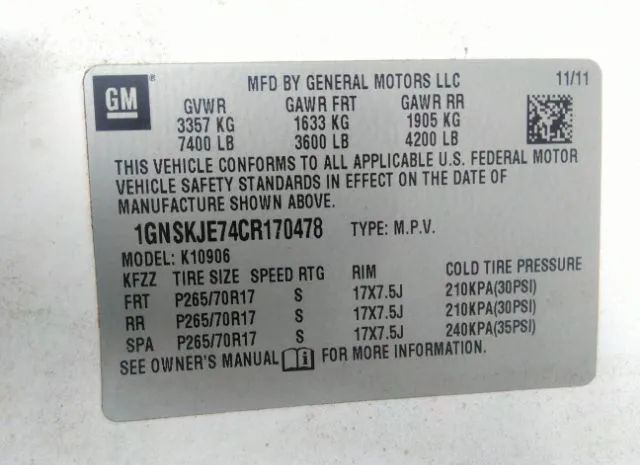 GM ®
MFD BY GENERAL MOTORS LLC 11/11
GVWR GAWR FRT GAWR RR
3357 KG 1633 KG 1905 KG
7400 LB 3600 LB 4200 LB
THIS VEHICLE CONFORMS TO ALL APPLICABLE U.S. FEDERAL MOTOR
VEHICLE SAFETY STANDARDS IN EFFECT ON THE DATE OF
MANUFACTURE SHOWN ABOVE.
1GNSKJE74CR170478 TYPE: M.P.V.
MODEL: K10906
KFZZ TIRE SIZE SPEED RTG RIM COLD TIRE PRESSURE
FRT P265/70R17 S 17X7.5J 210KPA(30PSI)
RR P265/70R17 S 17X7.5J 210KPA(30PSI)
SPA P265/70R17 S 17X7.5J 240KPA(35PSI)
SEE OWNER'S MANUAL i FOR MORE INFORMATION.